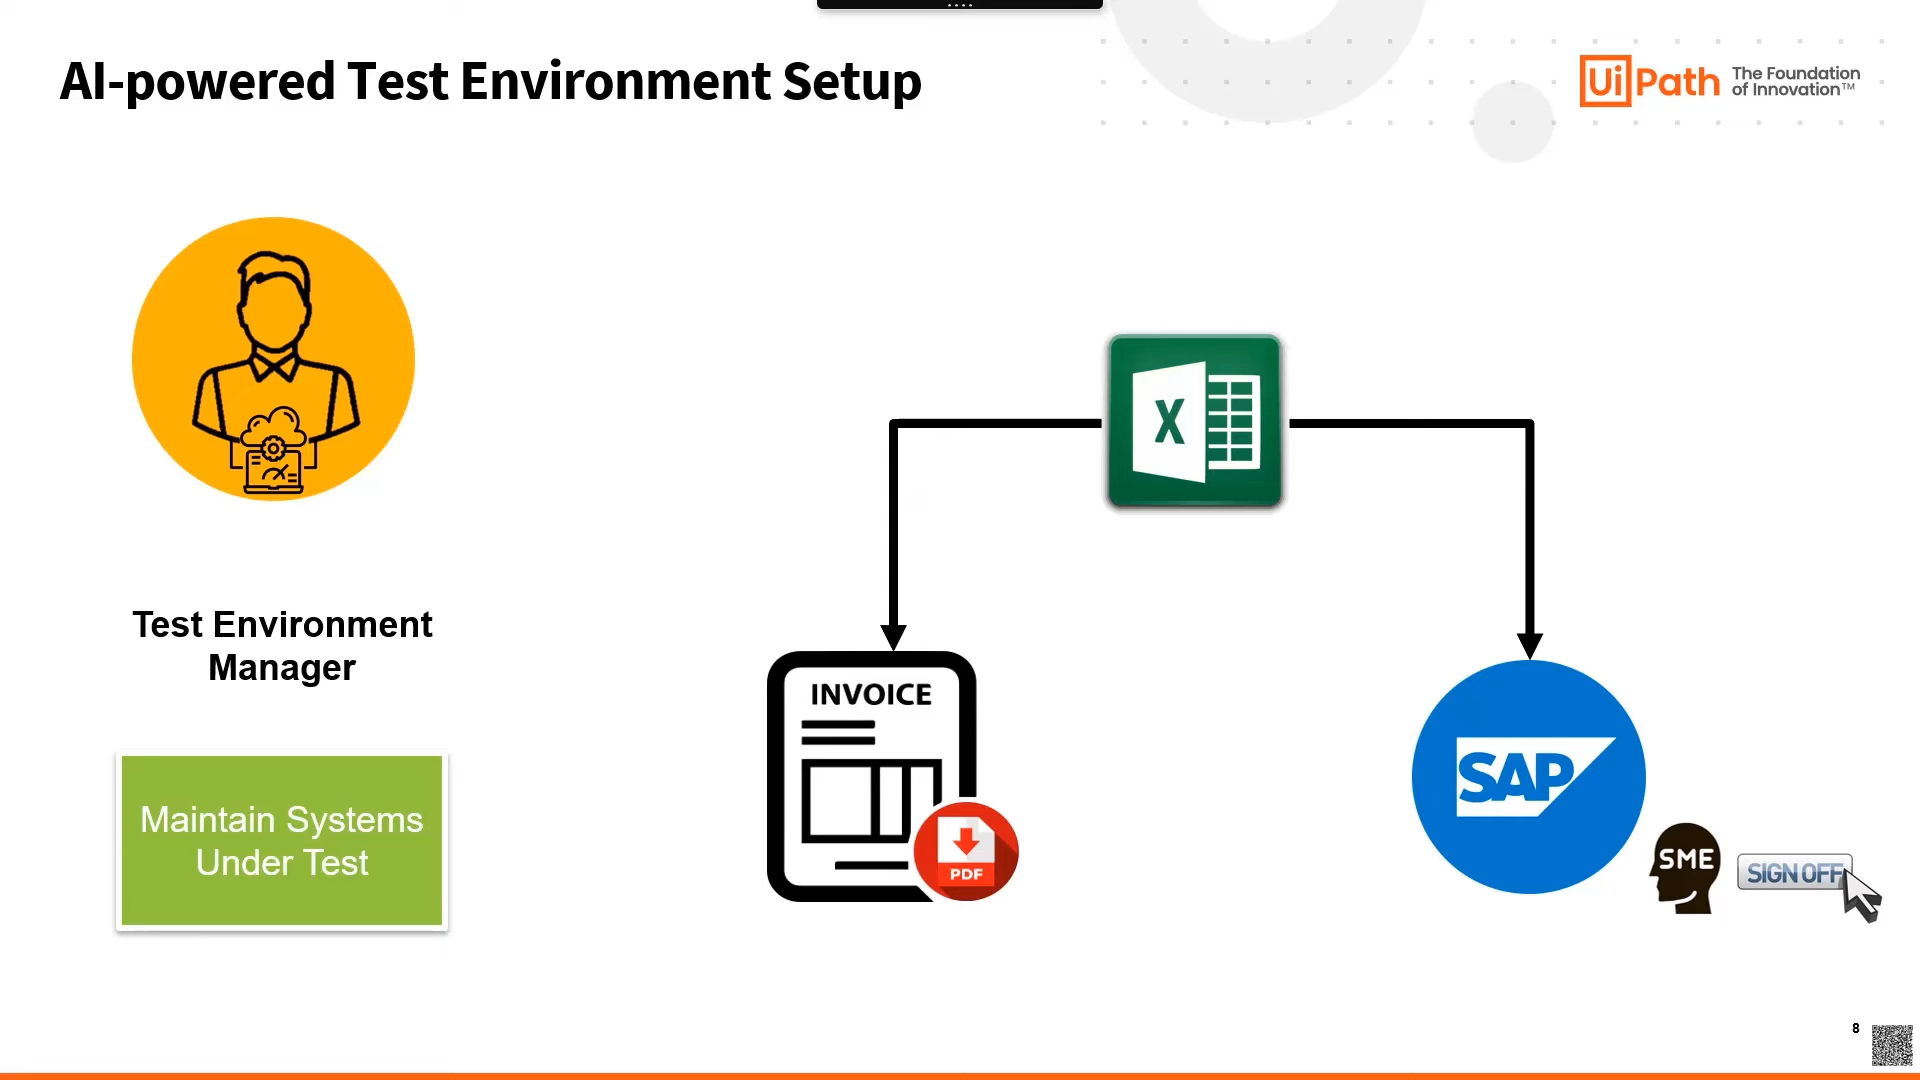 AI-powered Test Environment Setup
UiPath The Foundation
of Innovation™
X
Test Environment
Manager
INVOICE
PDF
SAP
SME
SIGN OFF
Maintain Systems
Under Test
8